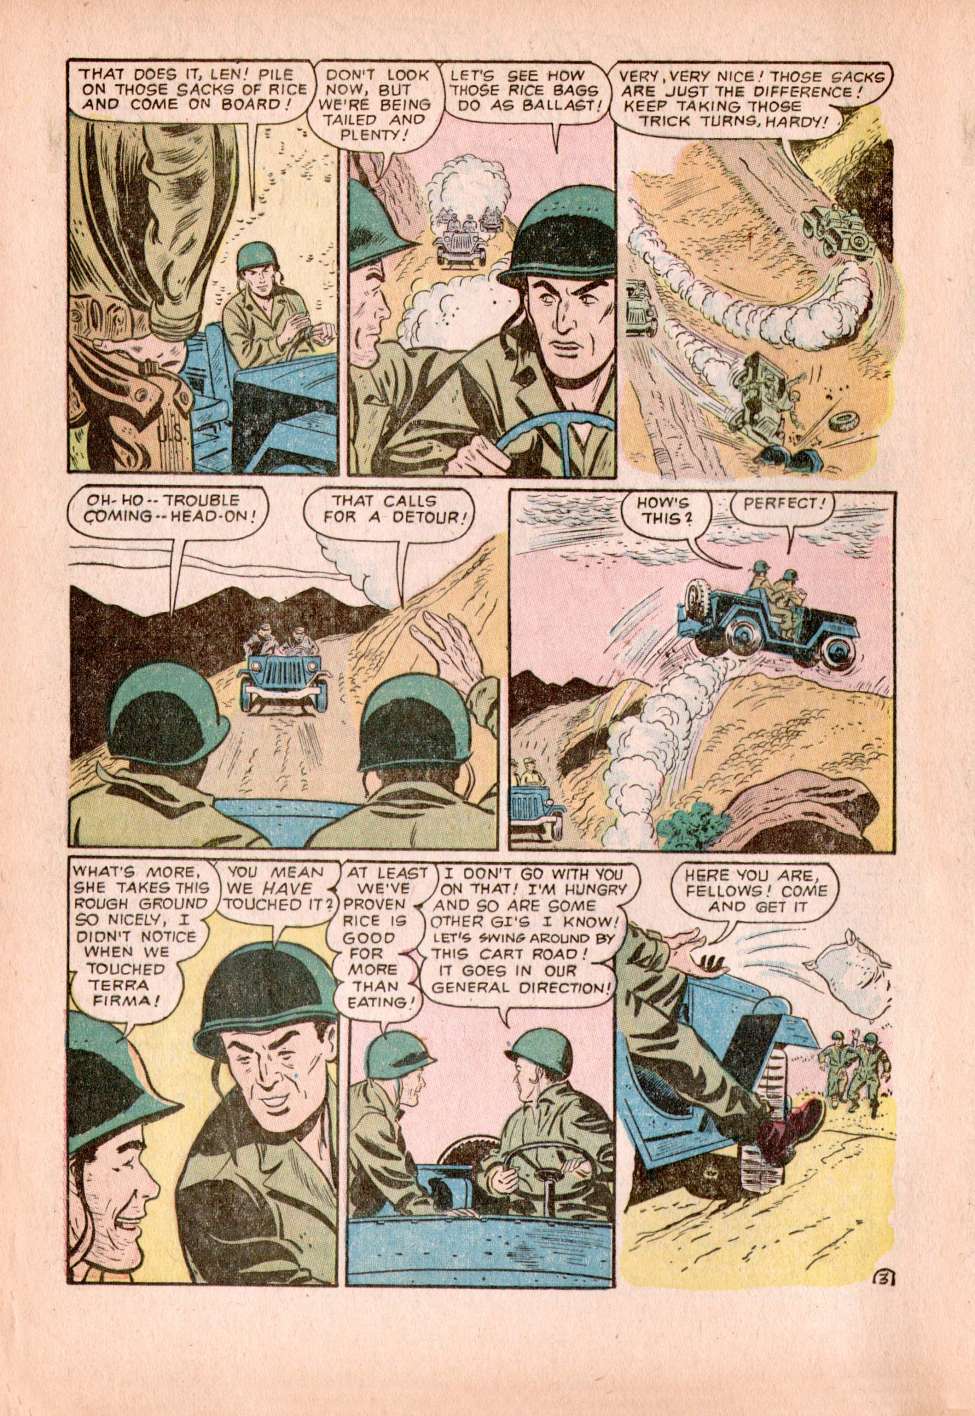 THAT DOES IT, LEN! PILE
ON THOSE SACKS OF RICE
AND COME ON BOARD!
U.S.
DON'T LOOK
NOW, BUT
WE'RE BEING
TAILED AND
PLENTY!
LET'S SEE HOW
THOSE RICE BAGS
DO AS BALLAST!
VERY, VERY NICE! THOSE SACKS
ARE JUST THE DIFFERENCE!
KEEP TAKING THOSE
TRICK TURNS, HARDY!
OH-HO--TROUBLE
COMING--HEAD-ON!
THAT CALLS
FOR A DETOUR!
HOW'S
THIS?
PERFECT!
WHAT'S MORE,
SHE TAKES THIS
ROUGH GROUND
SO NICELY, I
DIDN'T NOTICE
WHEN WE
TOUCHED
TERRA
FIRMA!
YOU MEAN
WE HAVE
TOUCHED IT?
AT LEAST
WE'VE
PROVEN
RICE IS
GOOD
FOR
MORE
THAN
EATING!
I DON'T GO WITH YOU
ON THAT! I'M HUNGRY
AND SO ARE SOME
OTHER GI'S I KNOW!
LET'S SWING AROUND BY
THIS CART ROAD!
IT GOES IN OUR
GENERAL DIRECTION!
HERE YOU ARE,
FELLOWS! COME
AND GET IT
3